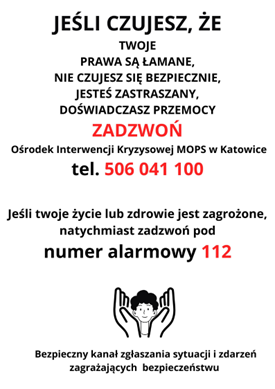 JEŚLI CZUJESZ, ŻE
TWOJE
PRAWA SĄ ŁAMANE,
NIE CZUJESZ SIĘ BEZPIECZNIE,
JESTEŚ ZASTRASZANY,
DOŚWIADCZASZ PRZEMOCY
ZADZWOŃ
Ośrodek Interwencji Kryzysowej MOPS w Katowice
tel. 506 041 100
Jeśli twoje życie lub zdrowie jest zagrożone,
natychmiast zadzwoń pod
numer alarmowy 112
Bezpieczny kanał zgłaszania sytuacji i zdarzeń
zagrażających bezpieczeństwu